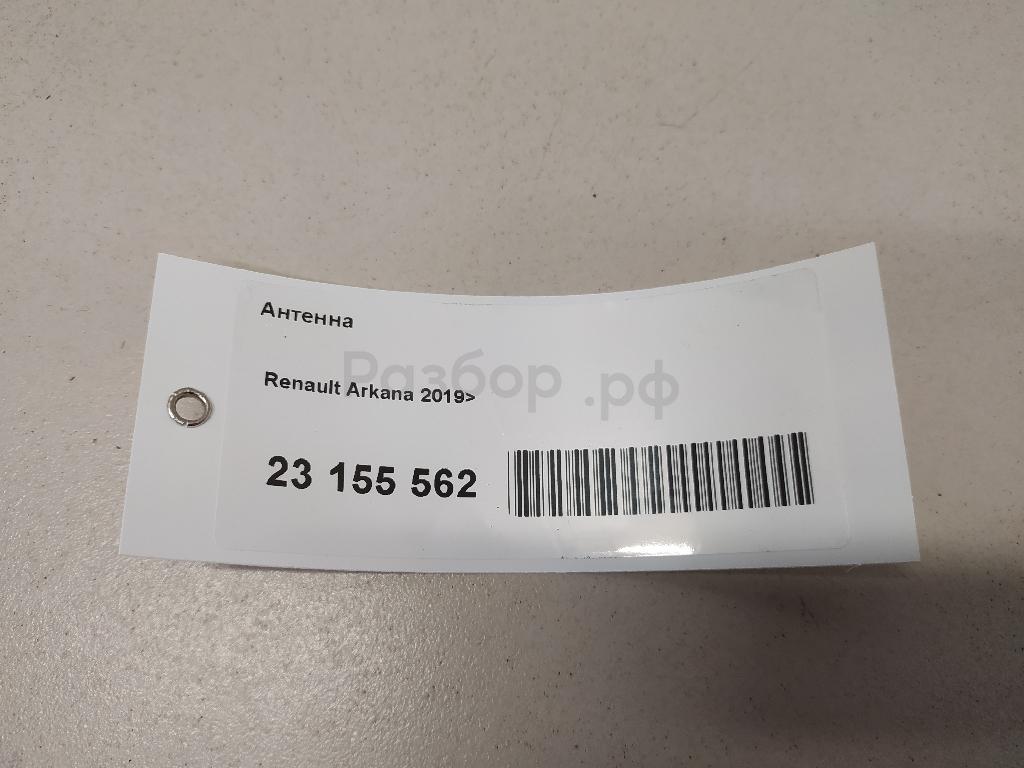 Антенна
Разбор.рф
Renault Arkana 2019>
23 155 562